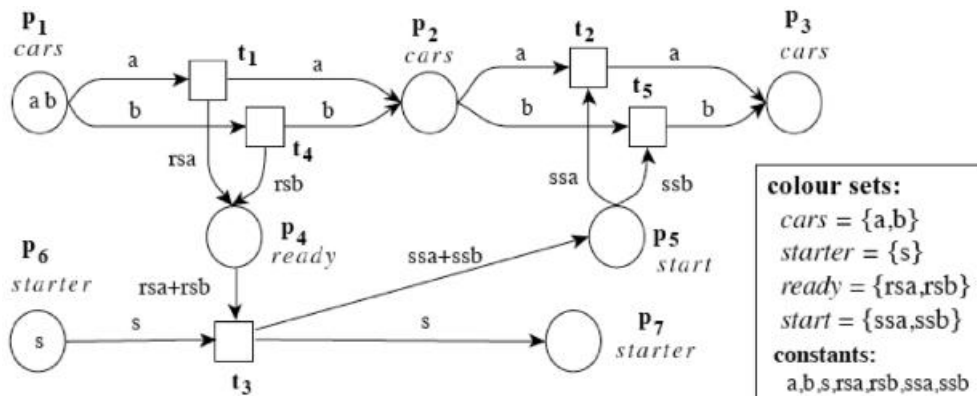 p1
cars
p2
cars
p3
cars
t1
t2
a
a
a
a
a b
t5
b
b
b
b
t4
rsa
rsb
ssa
ssb
p4
ready
p5
start
p6
starter
ssa+ssb
rsa+rsb
s
s
s
t3
p7
starter
colour sets:
cars = {a,b}
starter = {s}
ready = {rsa,rsb}
start = {ssa,ssb}
constants:
a,b,s,rsa,rsb,ssa,ssb